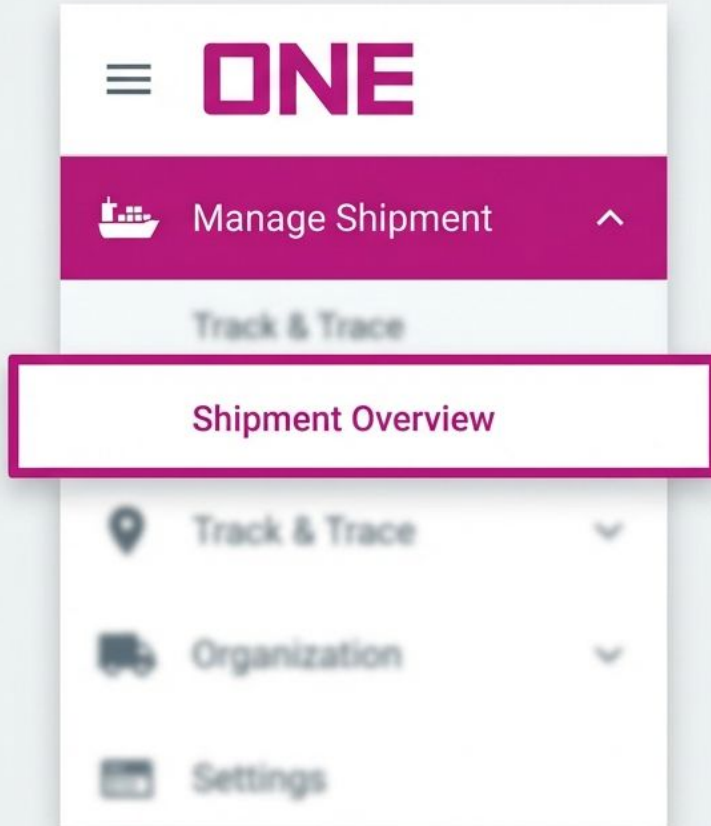 ONE
Manage Shipment
Track & Trace
Shipment Overview
Track & Trace
Organization
Settings